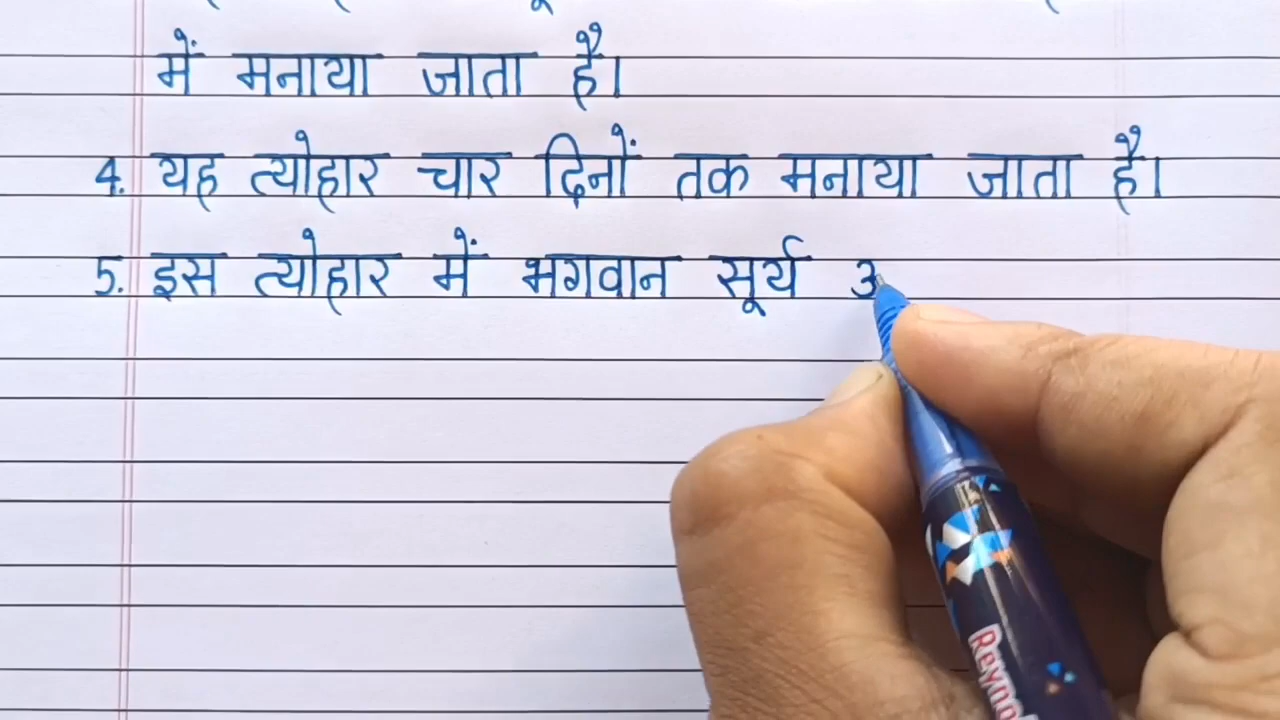 में मनाया जाता है।
4. यह त्योहार चार दिनों तक मनाया जाता है।
5. इस त्योहार में भगवान सूर्य